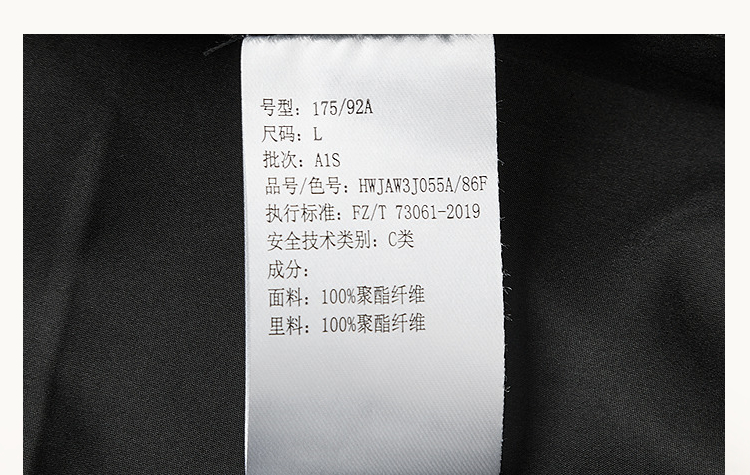 号型：175/92A
尺码：L
批次：A1S
品号/色号：HWJAW3J055A/86F
执行标准：FZ/T 73061-2019
安全技术类别：C类
成分：
面料：100%聚酯纤维
里料：100%聚酯纤维